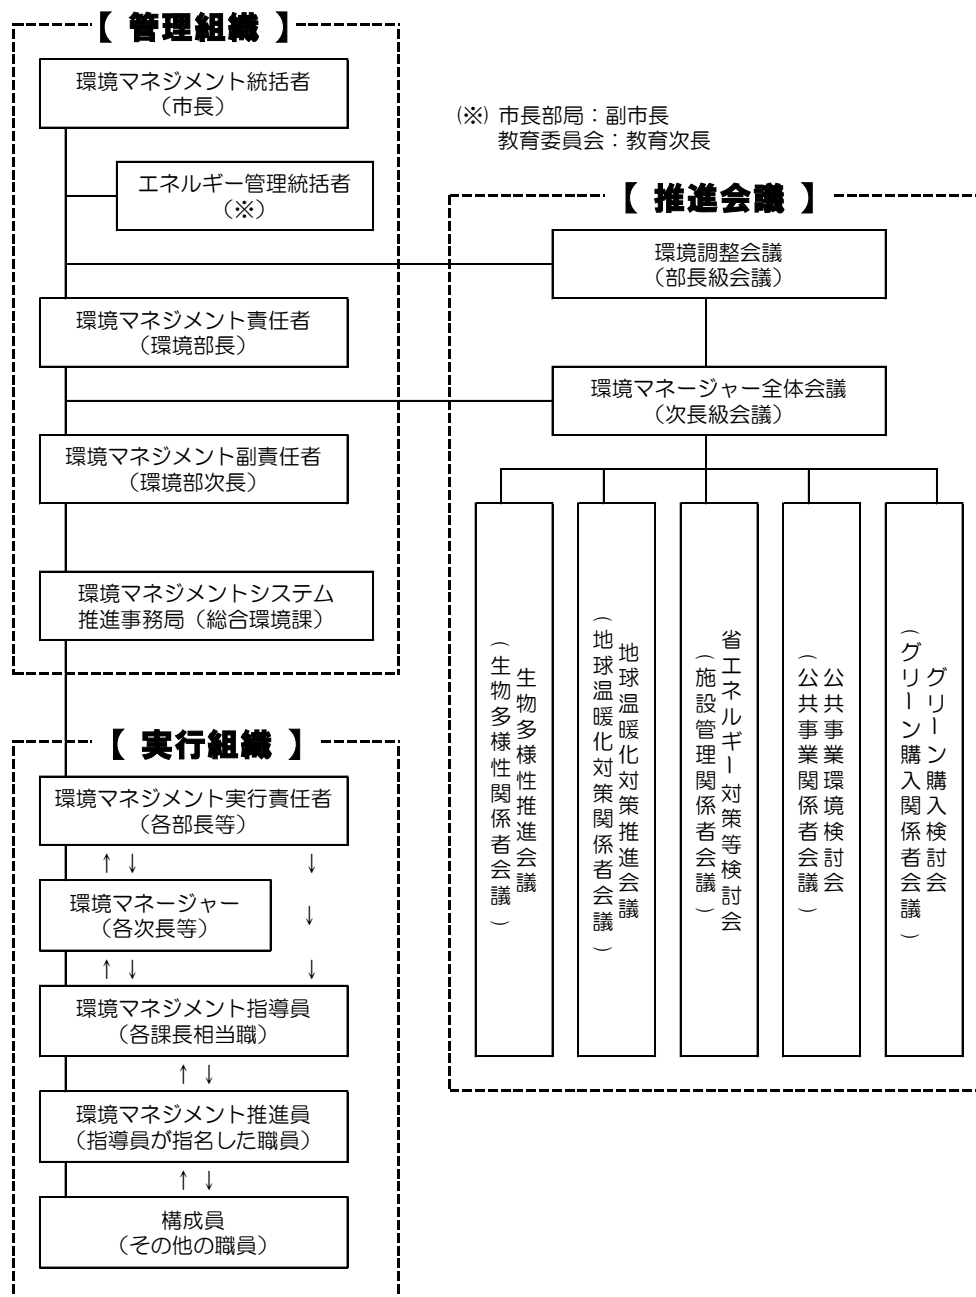 【 管理組織 】
環境マネジメント統括者
（市長）
エネルギー管理統括者
（※）
環境マネジメント責任者
（環境部長）
環境マネジメント副責任者
（環境部次長）
環境マネジメントシステム
推進事務局（総合環境課）
(※) 市長部局：副市長
教育委員会：教育次長
【 推進会議 】
環境調整会議
（部長級会議）
環境マネージャー全体会議
（次長級会議）
生物多様性推進会議
（生物多様性関係者会議）
地球温暖化対策推進会議
（地球温暖化対策関係者会議）
省エネルギー対策等検討会
（施設管理関係者会議）
公共事業環境検討会
（公共事業関係者会議）
グリーン購入検討会
（グリーン購入関係者会議）
【 実行組織 】
環境マネジメント実行責任者
（各部長等）
↑ ↓ ↓
環境マネージャー
（各次長等）
↓
↑ ↓ ↓
環境マネジメント指導員
（各課長相当職）
↑ ↓
環境マネジメント推進員
（指導員が指名した職員）
↑ ↓
構成員
（その他の職員）